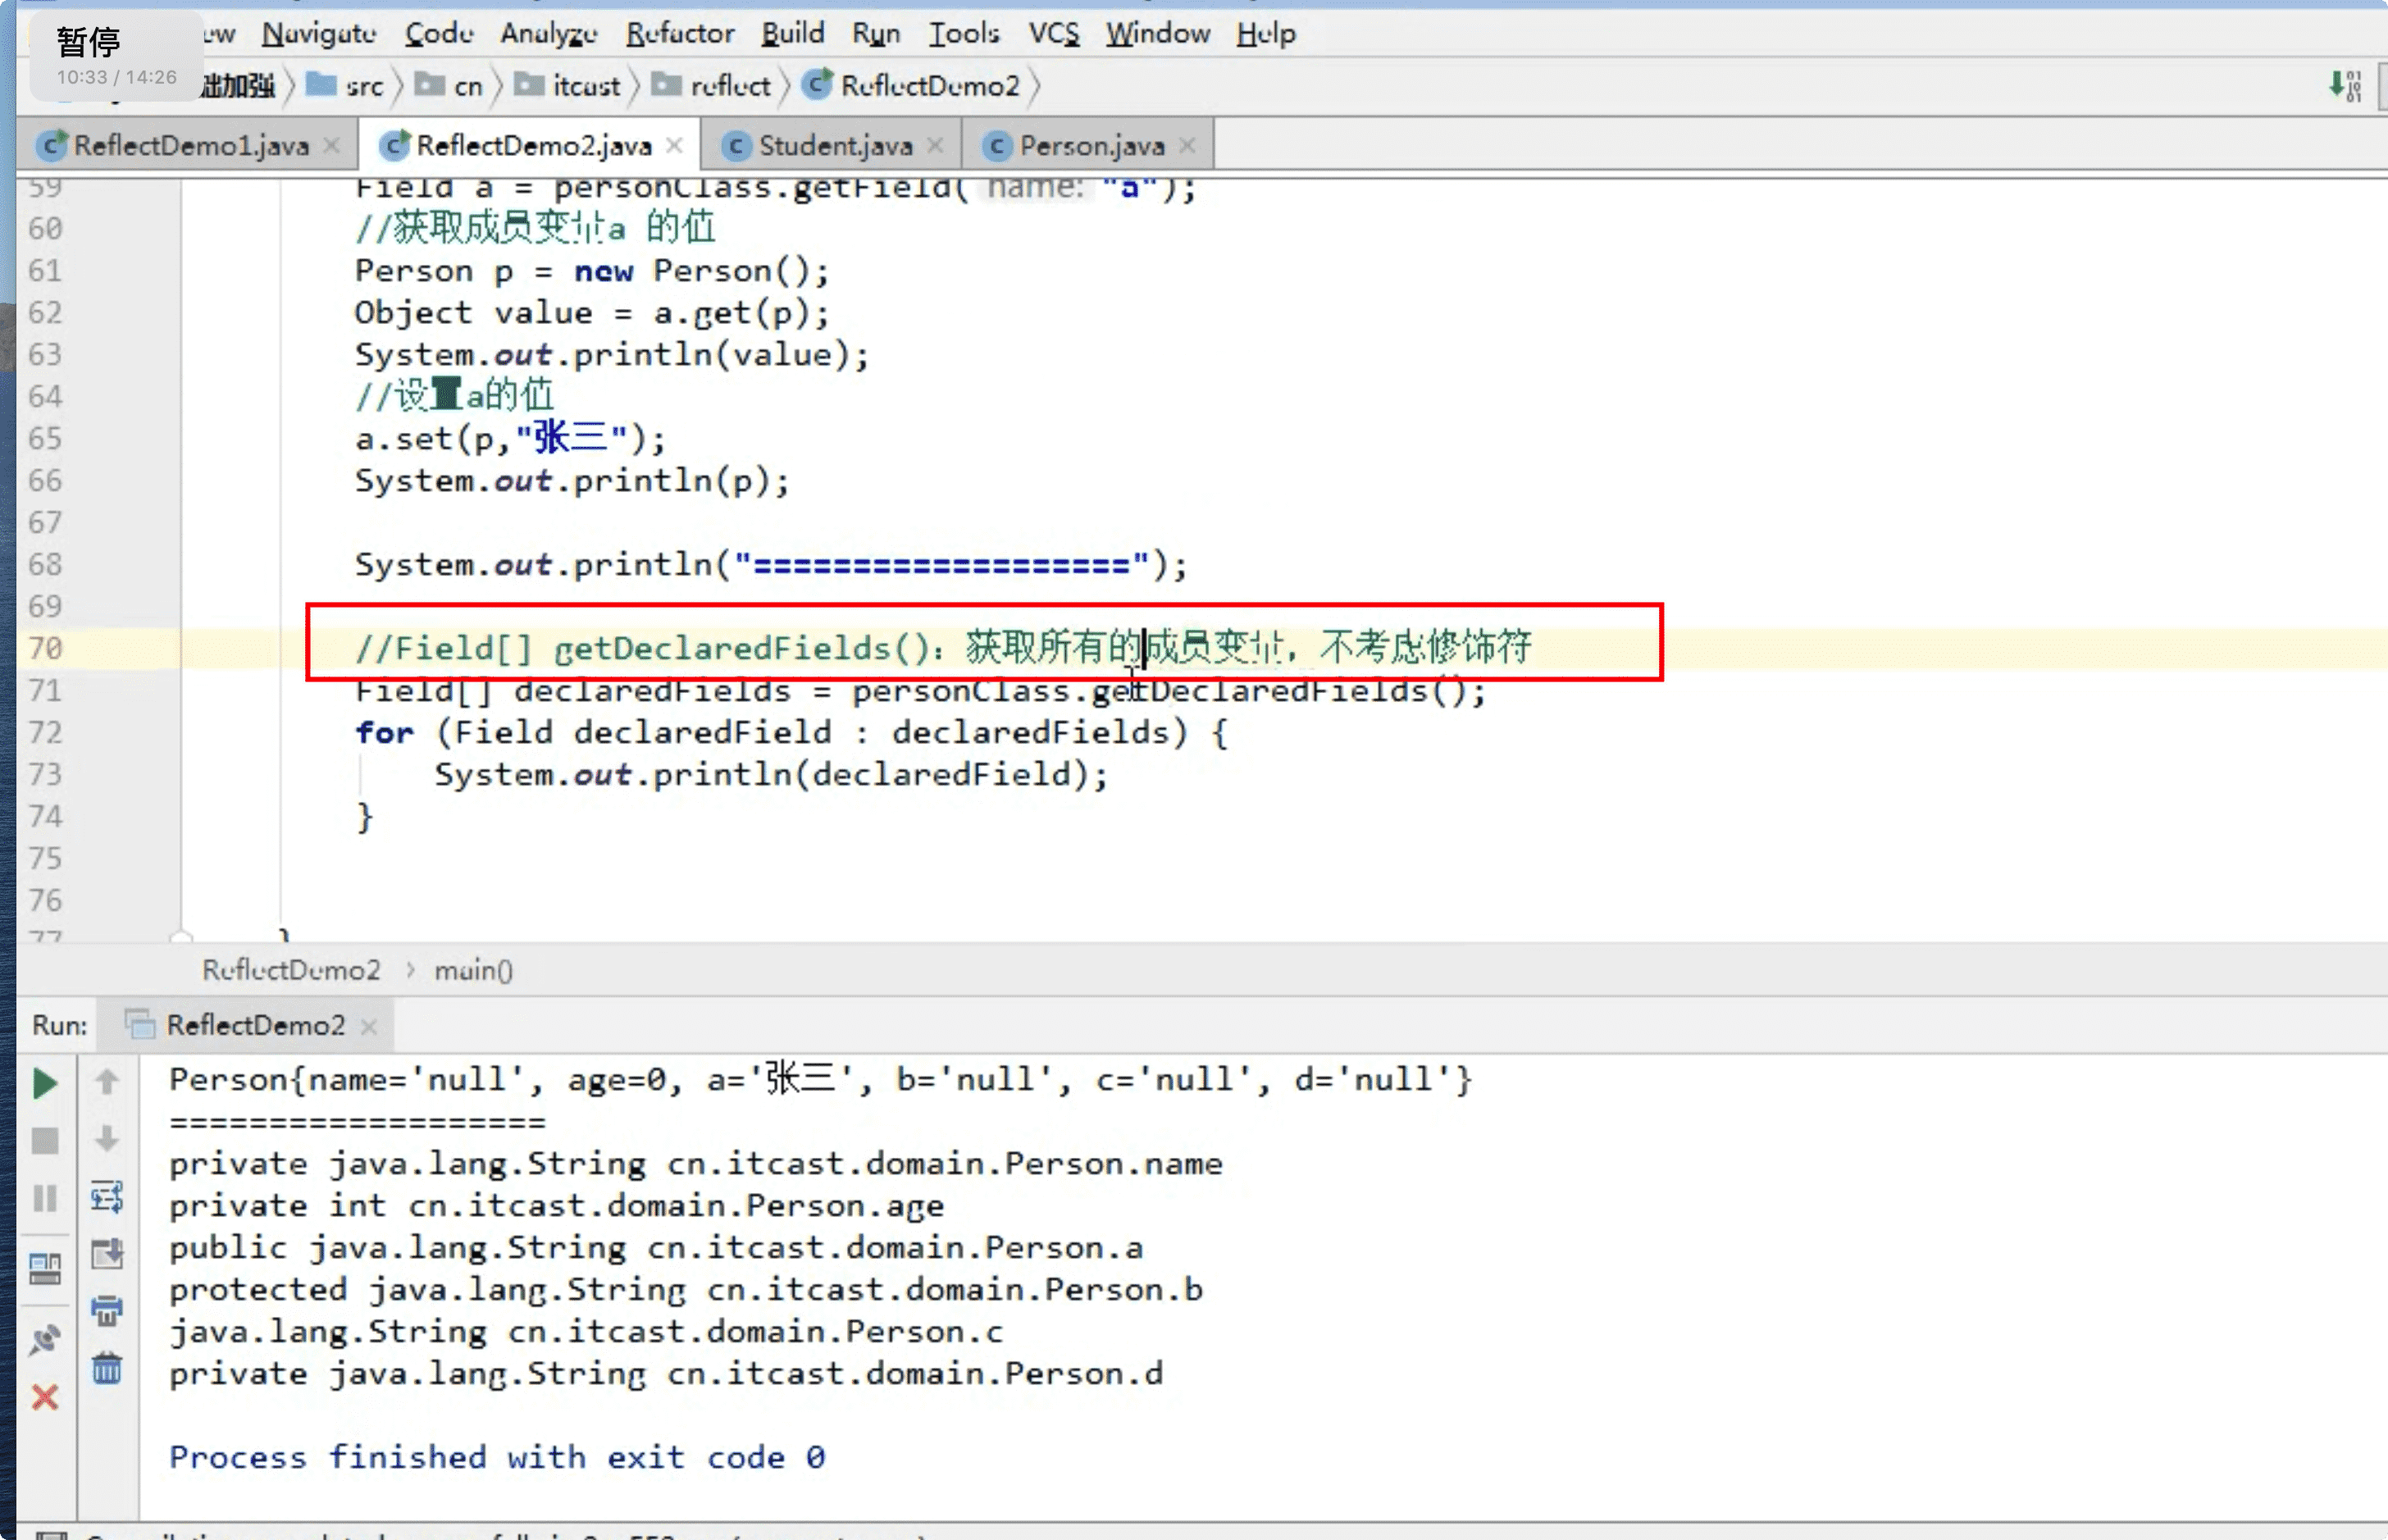 暂停
10:33 / 14:26
ew Navigate Code Analyze Refactor Build Run Tools VCS Window Help
础加强 src cn itcast reflect ReflectDemo2
ReflectDemo1.java ReflectDemo2.java Student.java Person.java
59 Field a = personClass.getField( name: "a");
60 //获取成员变量a 的值
61 Person p = new Person();
62 Object value = a.get(p);
63 System.out.println(value);
64 //设置a的值
65 a.set(p,"张三");
66 System.out.println(p);
67
68 System.out.println("===================");
69
70 //Field[] getDeclaredFields()：获取所有的成员变量，不考虑修饰符
71 Field[] declaredFields = personClass.getDeclaredFields();
72 for (Field declaredField : declaredFields) {
73 System.out.println(declaredField);
74 }
75
76
77 }
ReflectDemo2 › main()
Run: ReflectDemo2
Person{name='null', age=0, a='张三', b='null', c='null', d='null'}
===================
private java.lang.String cn.itcast.domain.Person.name
private int cn.itcast.domain.Person.age
public java.lang.String cn.itcast.domain.Person.a
protected java.lang.String cn.itcast.domain.Person.b
java.lang.String cn.itcast.domain.Person.c
private java.lang.String cn.itcast.domain.Person.d
Process finished with exit code 0